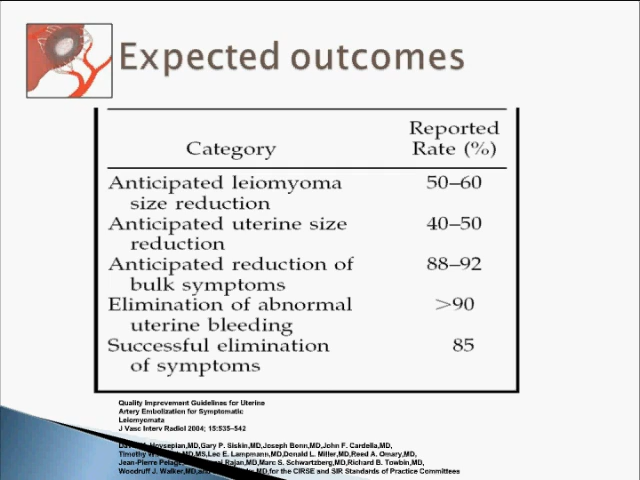 Expected outcomes
Reported
Category Rate (%)
Anticipated leiomyoma 50–60
size reduction
Anticipated uterine size 40–50
reduction
Anticipated reduction of 88–92
bulk symptoms
Elimination of abnormal >90
uterine bleeding
Successful elimination 85
of symptoms
Quality Improvement Guidelines for Uterine
Artery Embolization for Symptomatic
Leiomyomata
J Vasc Interv Radiol 2004; 15:535–542
Hovsepian,MD,Gary P. Siskin,MD,Joseph Bonn,MD,John F. Cardella,MD,
Timothy MD,MS,Leo E. Lampmann,MD,Donald L. Miller,MD,Reed A. Omary,MD,
Jean-Pierre Pelage, Rajan,MD,Marc S. Schwartzberg,MD,Richard B. Towbin,MD,
Woodruff J. Walker,MD,and MD,for the CIRSE and SIR Standards of Practice Committees